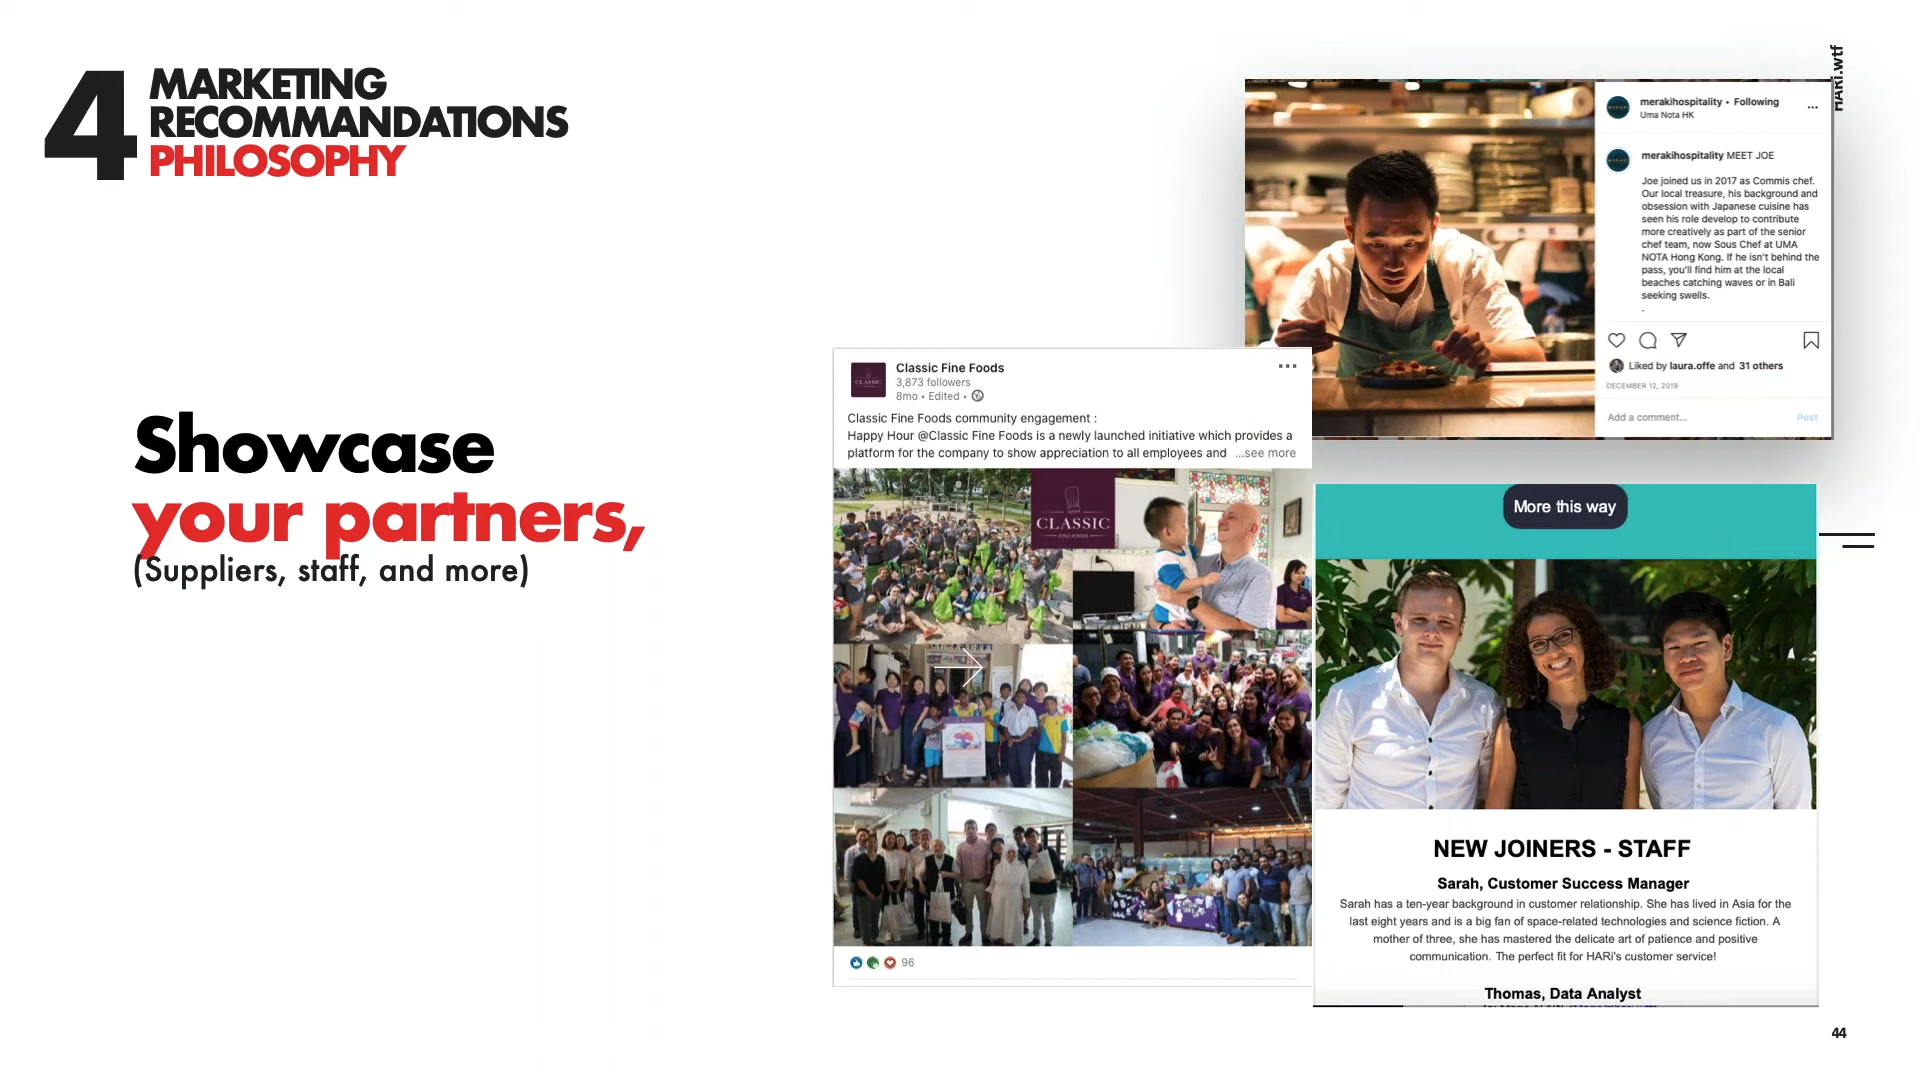 4 MARKETING
RECOMMANDATIONS
PHILOSOPHY
HARi.wtf
Showcase
your partners,
(Suppliers, staff, and more)
merakihospitality • Following
Uma Nota HK
merakihospitality MEET JOE
Joe joined us in 2017 as Commis chef.
Our local treasure, his background and
obsession with Japanese cuisine has
seen his role develop to contribute
more creatively as part of the senior
chef team, now Sous Chef at UMA
NOTA Hong Kong. If he isn't behind the
pass, you'll find him at the local
beaches catching waves or in Bali
seeking swells.
.
Liked by laura.offe and 31 others
DECEMBER 12, 2019
Add a comment...
Post
Classic Fine Foods
3,873 followers
8mo • Edited •
Classic Fine Foods community engagement :
Happy Hour @Classic Fine Foods is a newly launched initiative which provides a
platform for the company to show appreciation to all employees and ...see more
CLASSIC
FINE FOODS
96
More this way
NEW JOINERS - STAFF
Sarah, Customer Success Manager
Sarah has a ten-year background in customer relationship. She has lived in Asia for the
last eight years and is a big fan of space-related technologies and science fiction. A
mother of three, she has mastered the delicate art of patience and positive
communication. The perfect fit for HARi's customer service!
Thomas, Data Analyst
44